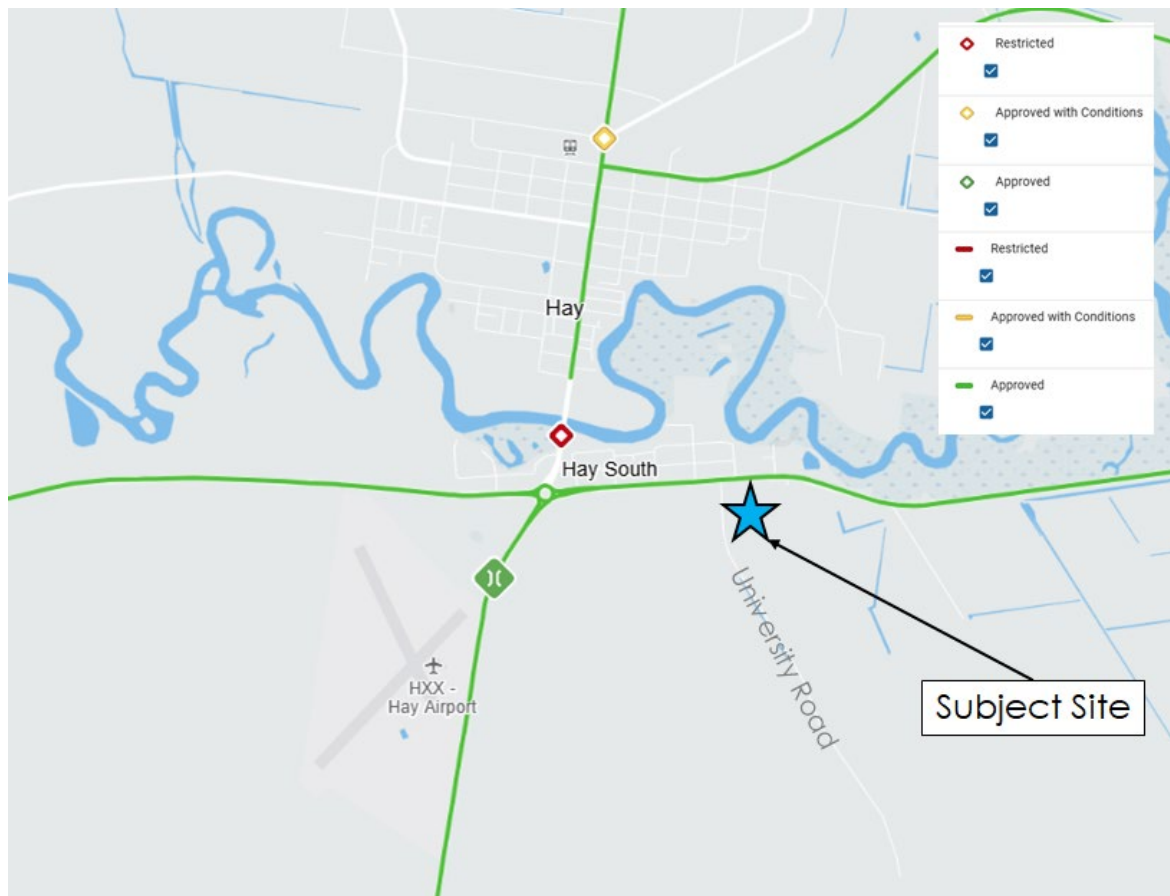 Restricted
Approved with Conditions
Approved
Restricted
Approved with Conditions
Approved
Hay
Hay South
University Road
HXX -
Hay Airport
Subject Site